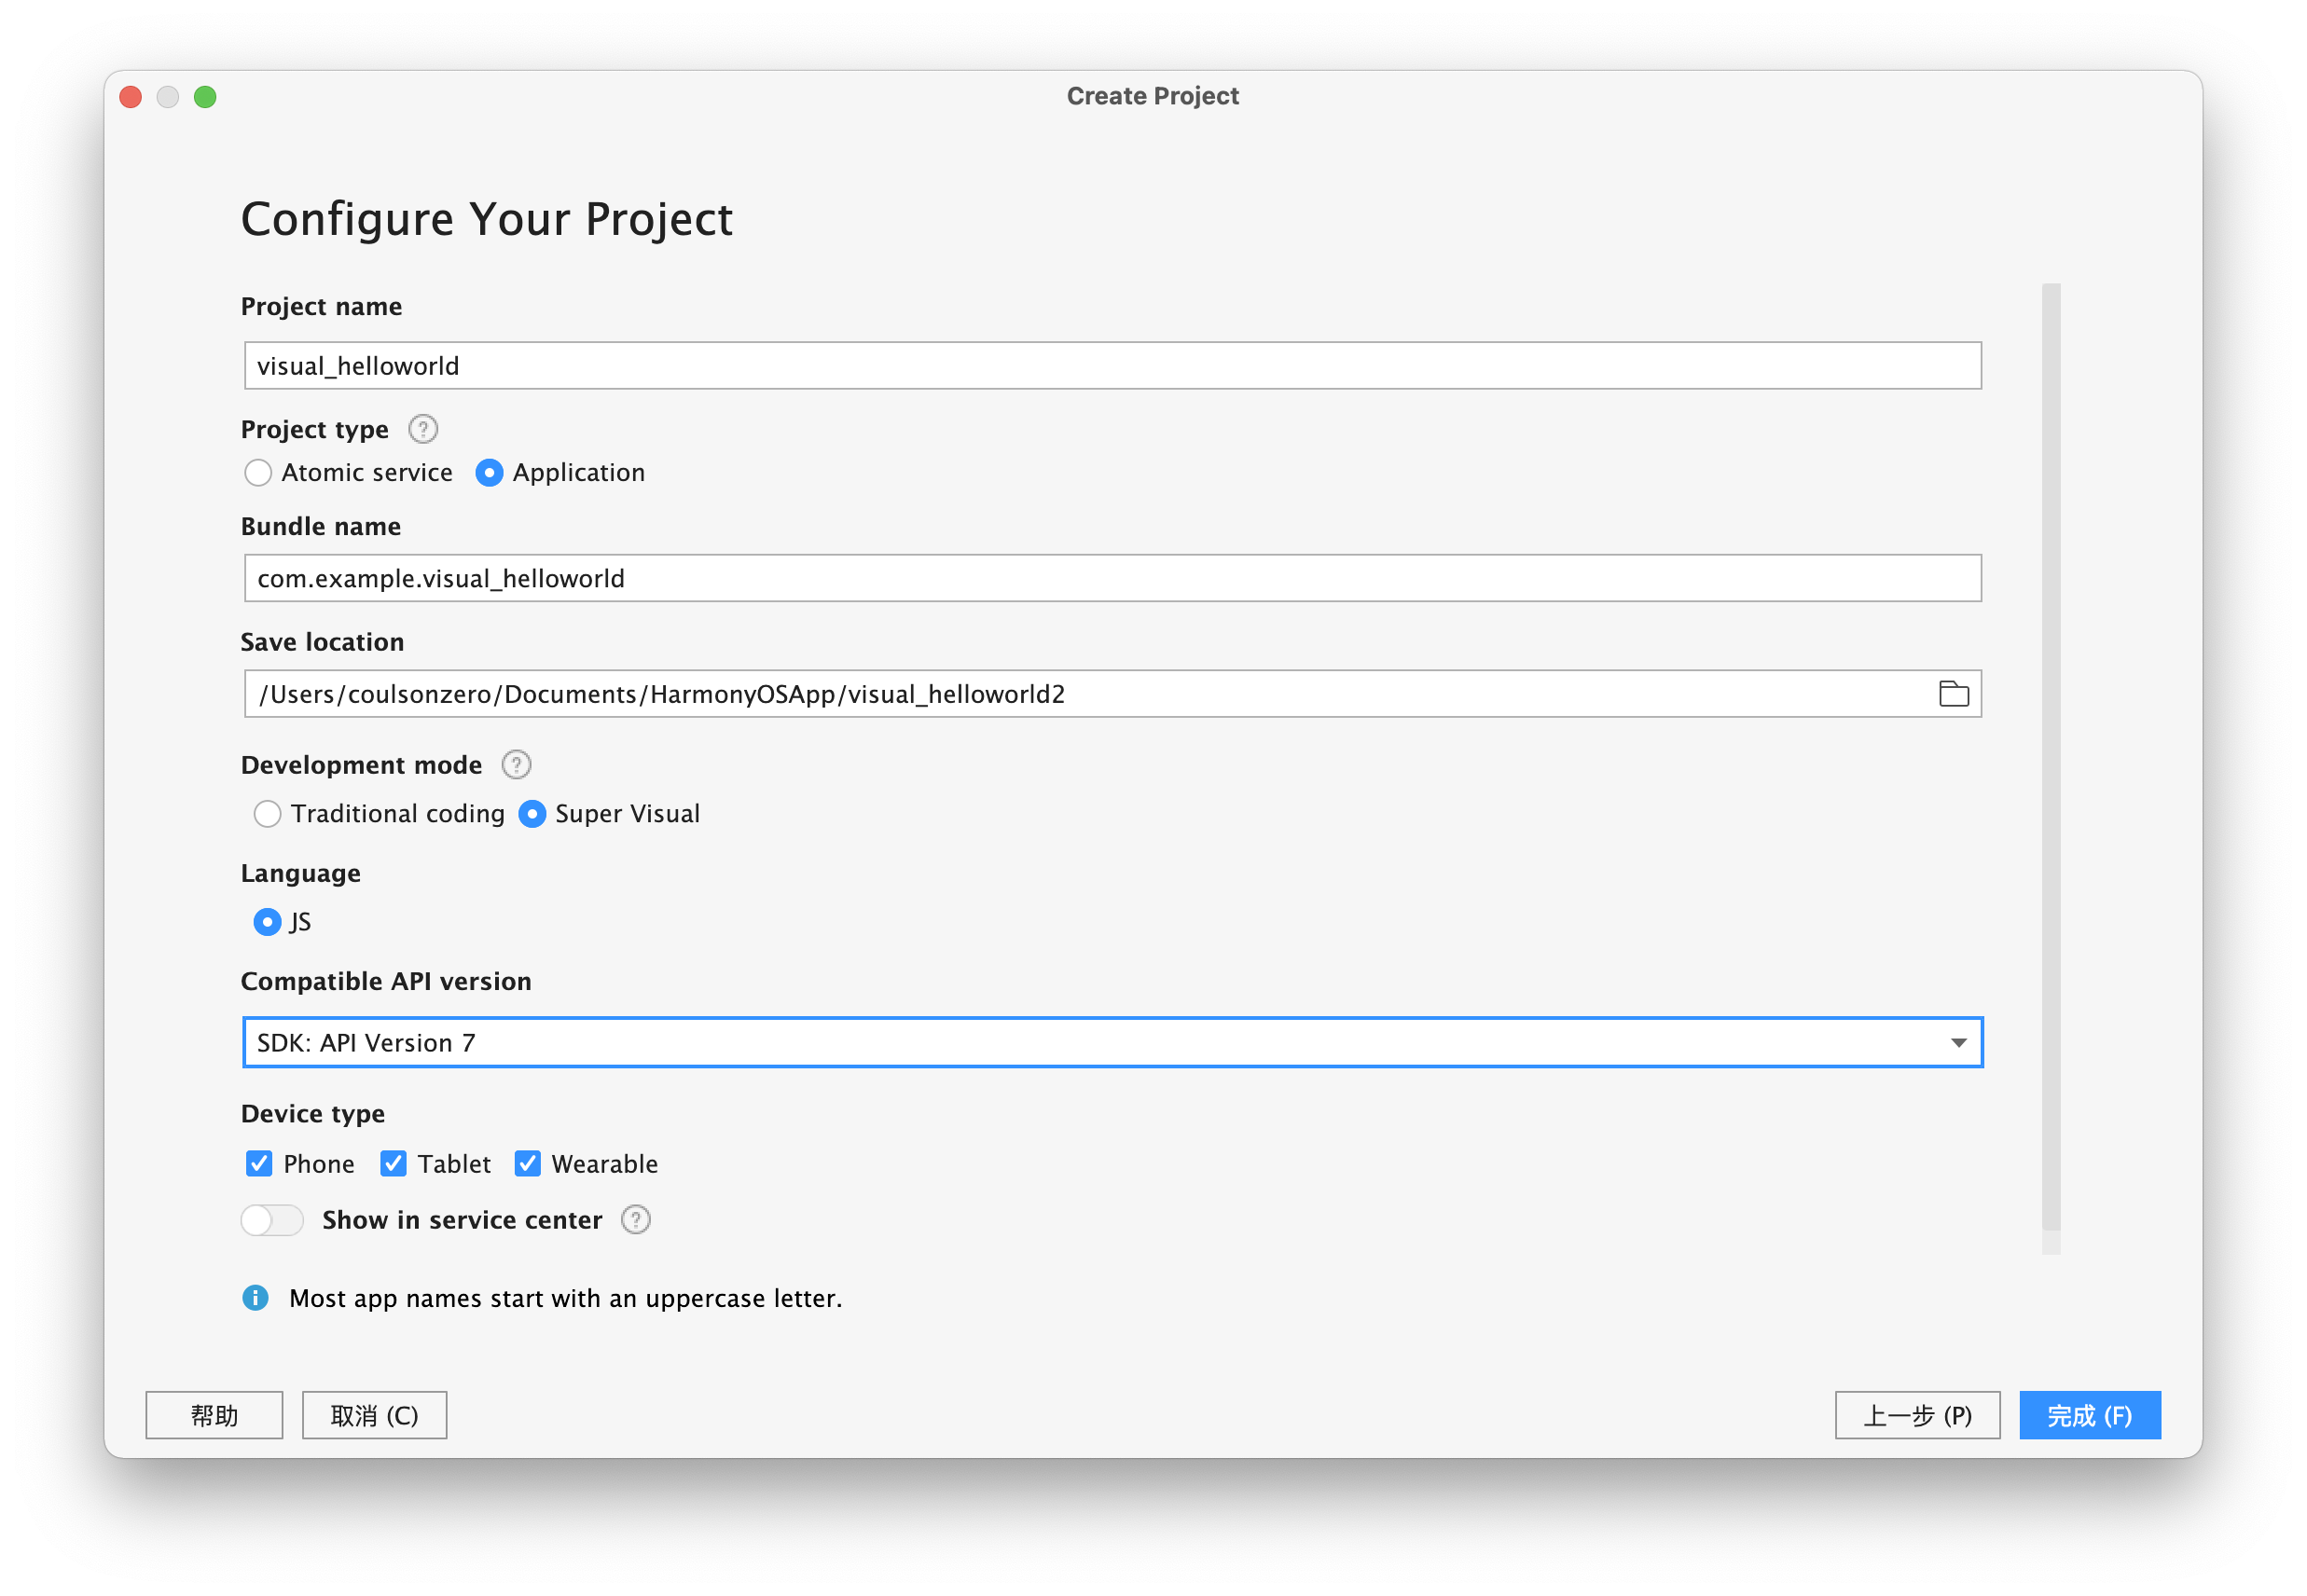 Create Project
Configure Your Project
Project name
visual_helloworld
Project type ?
Atomic service Application
Bundle name
com.example.visual_helloworld
Save location
/Users/coulsonzero/Documents/HarmonyOSApp/visual_helloworld2
Development mode ?
Traditional coding Super Visual
Language
JS
Compatible API version
SDK: API Version 7
Device type
Phone Tablet Wearable
Show in service center ?
Most app names start with an uppercase letter.
帮助 取消 (C) 上一步 (P) 完成 (F)